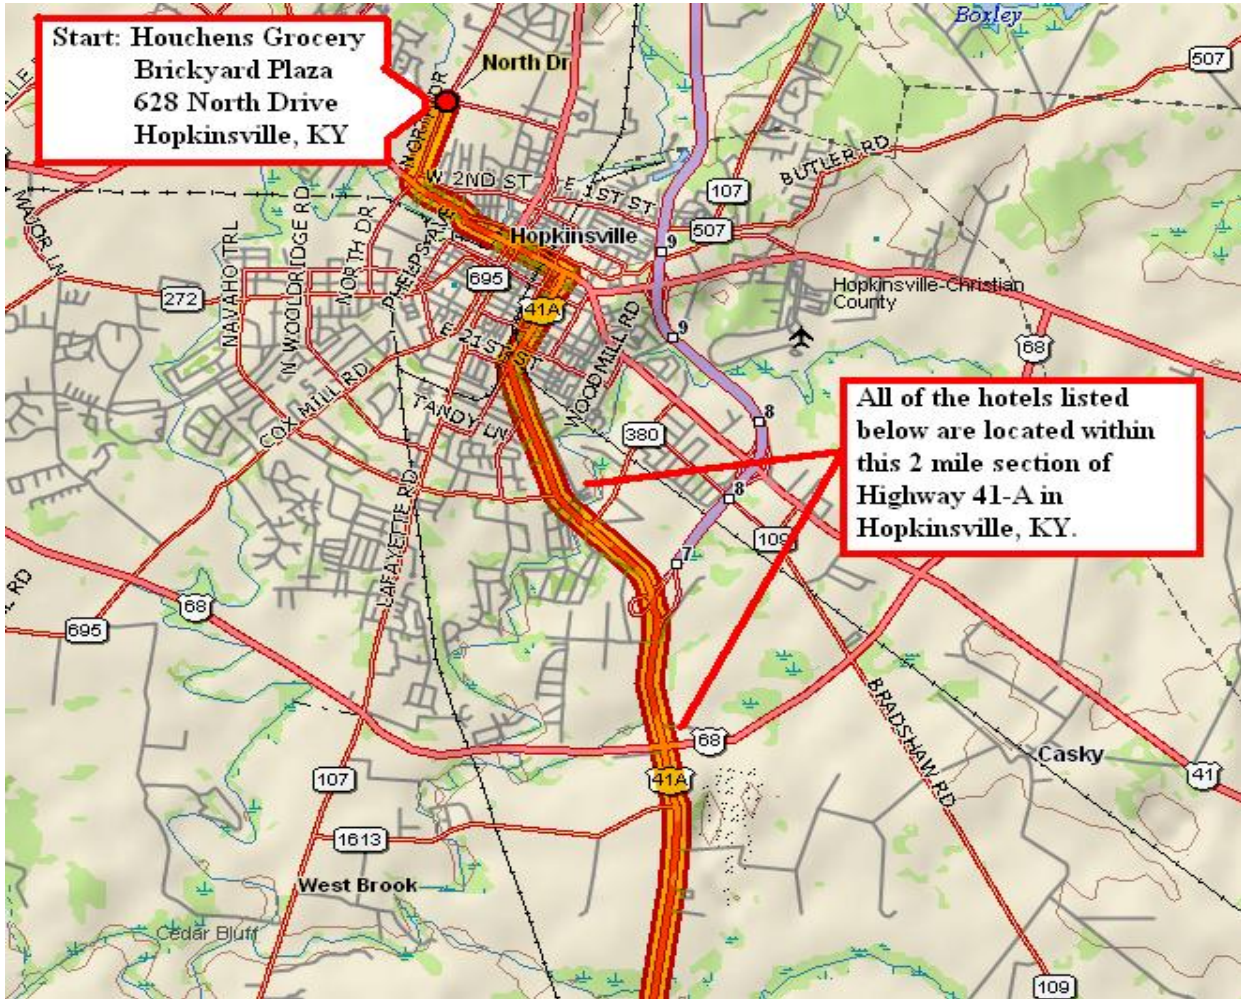 Start: Houchens Grocery
Brickyard Plaza
628 North Drive
Hopkinsville, KY
North Dr
Boxley
507
W 2ND ST
E 1ST ST
BUTLER RD
107
507
MAJOR LN
NAVAHO TRL
N WOOLDRIDGE RD
NORTH DR
PHELPS AVE
Hopkinsville
9
695
272
41A
Hopkinsville-Christian
County
9
68
E 21ST ST
WOODMILL RD
COX MILL RD
TANDY LN
380
8
All of the hotels listed
below are located within
this 2 mile section of
Highway 41-A in
Hopkinsville, KY.
8
109
7
LAFAYETTE RD
68
695
RD
68
BRADSHAW RD
Casky
41
107
41A
1613
West Brook
Cedar Bluff
109